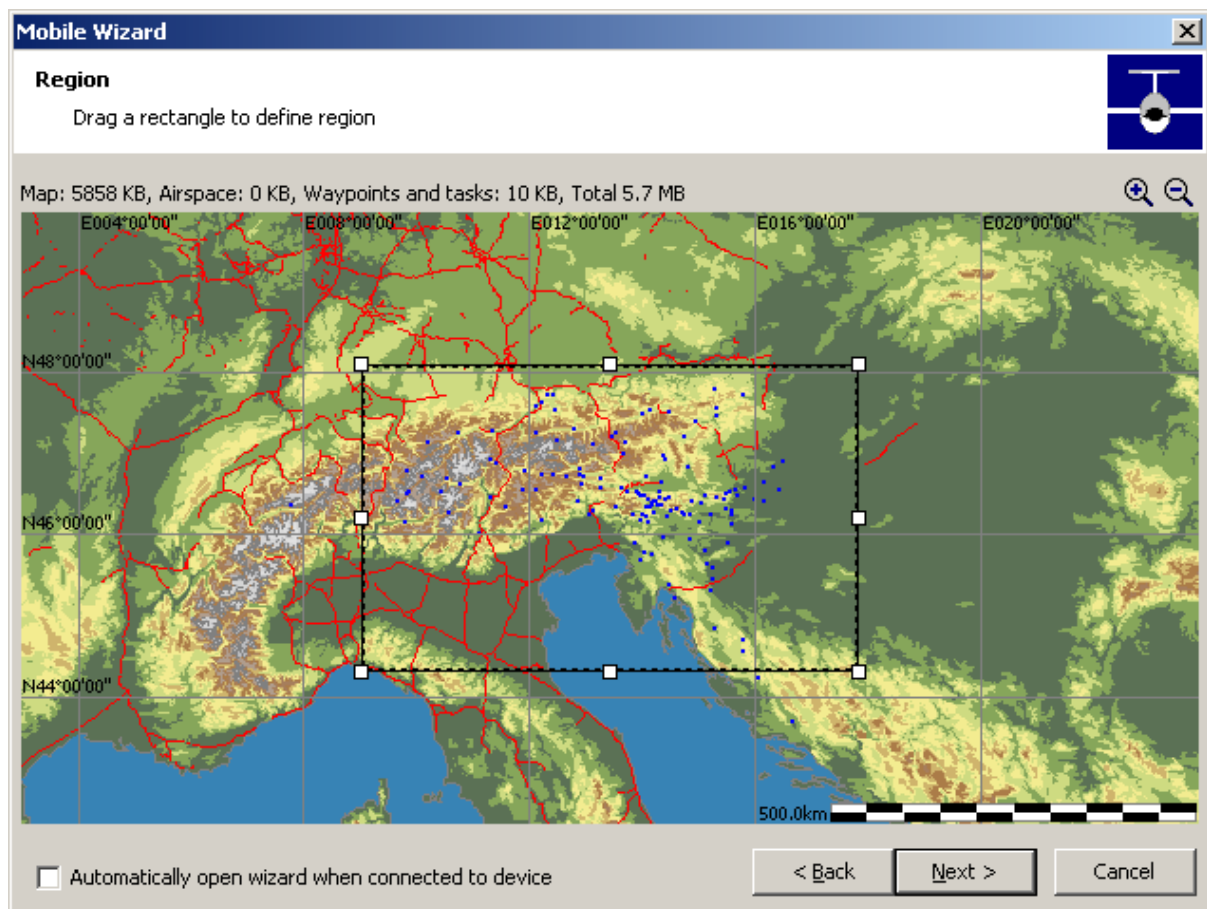 Mobile Wizard
Region
Drag a rectangle to define region
Map: 5858 KB, Airspace: 0 KB, Waypoints and tasks: 10 KB, Total 5.7 MB
E004°00'00" E008°00'00" E012°00'00" E016°00'00" E020°00'00"
N48°00'00"
N46°00'00"
N44°00'00"
500.0km
Automatically open wizard when connected to device
< Back Next > Cancel